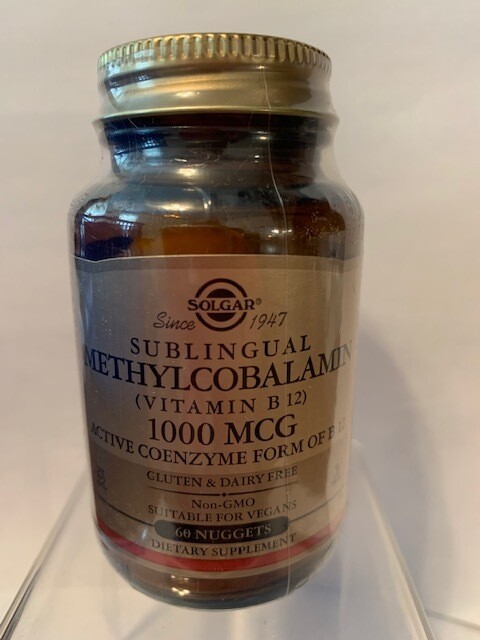 SOLGAR®
Since 1947
SUBLINGUAL
METHYLCOBALAMIN
(VITAMIN B 12)
1000 MCG
ACTIVE COENZYME FORM OF B 12
GLUTEN & DAIRY FREE
Non-GMO
SUITABLE FOR VEGANS
60 NUGGETS
DIETARY SUPPLEMENT